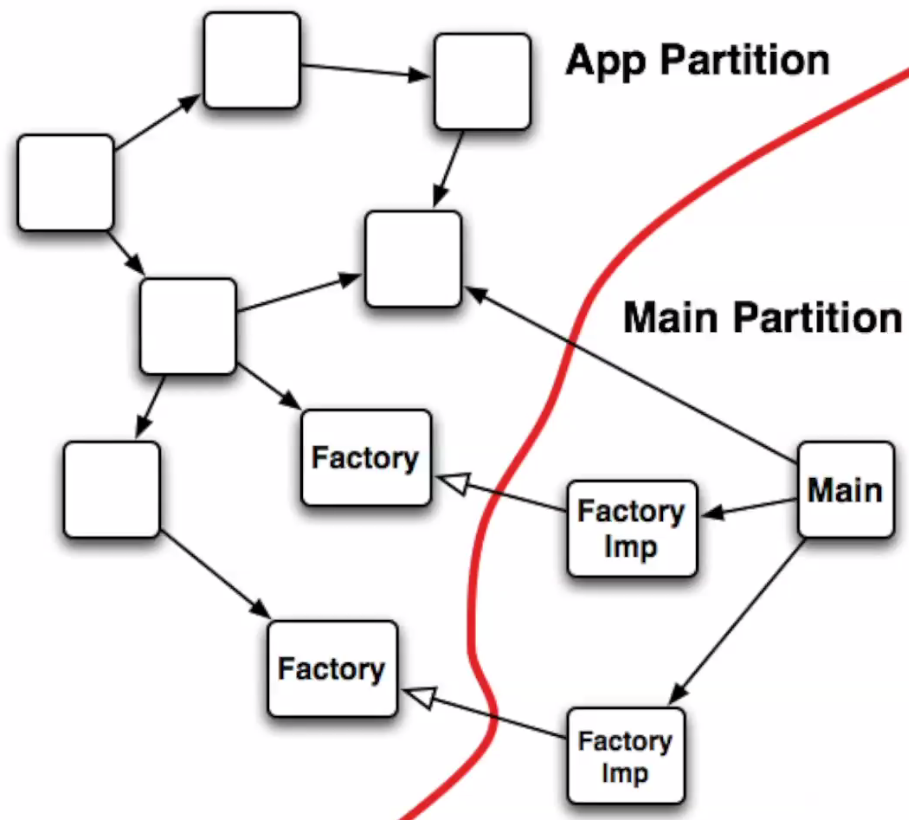 App Partition
Main Partition
Factory
Main
Factory
Imp
Factory
Factory
Imp